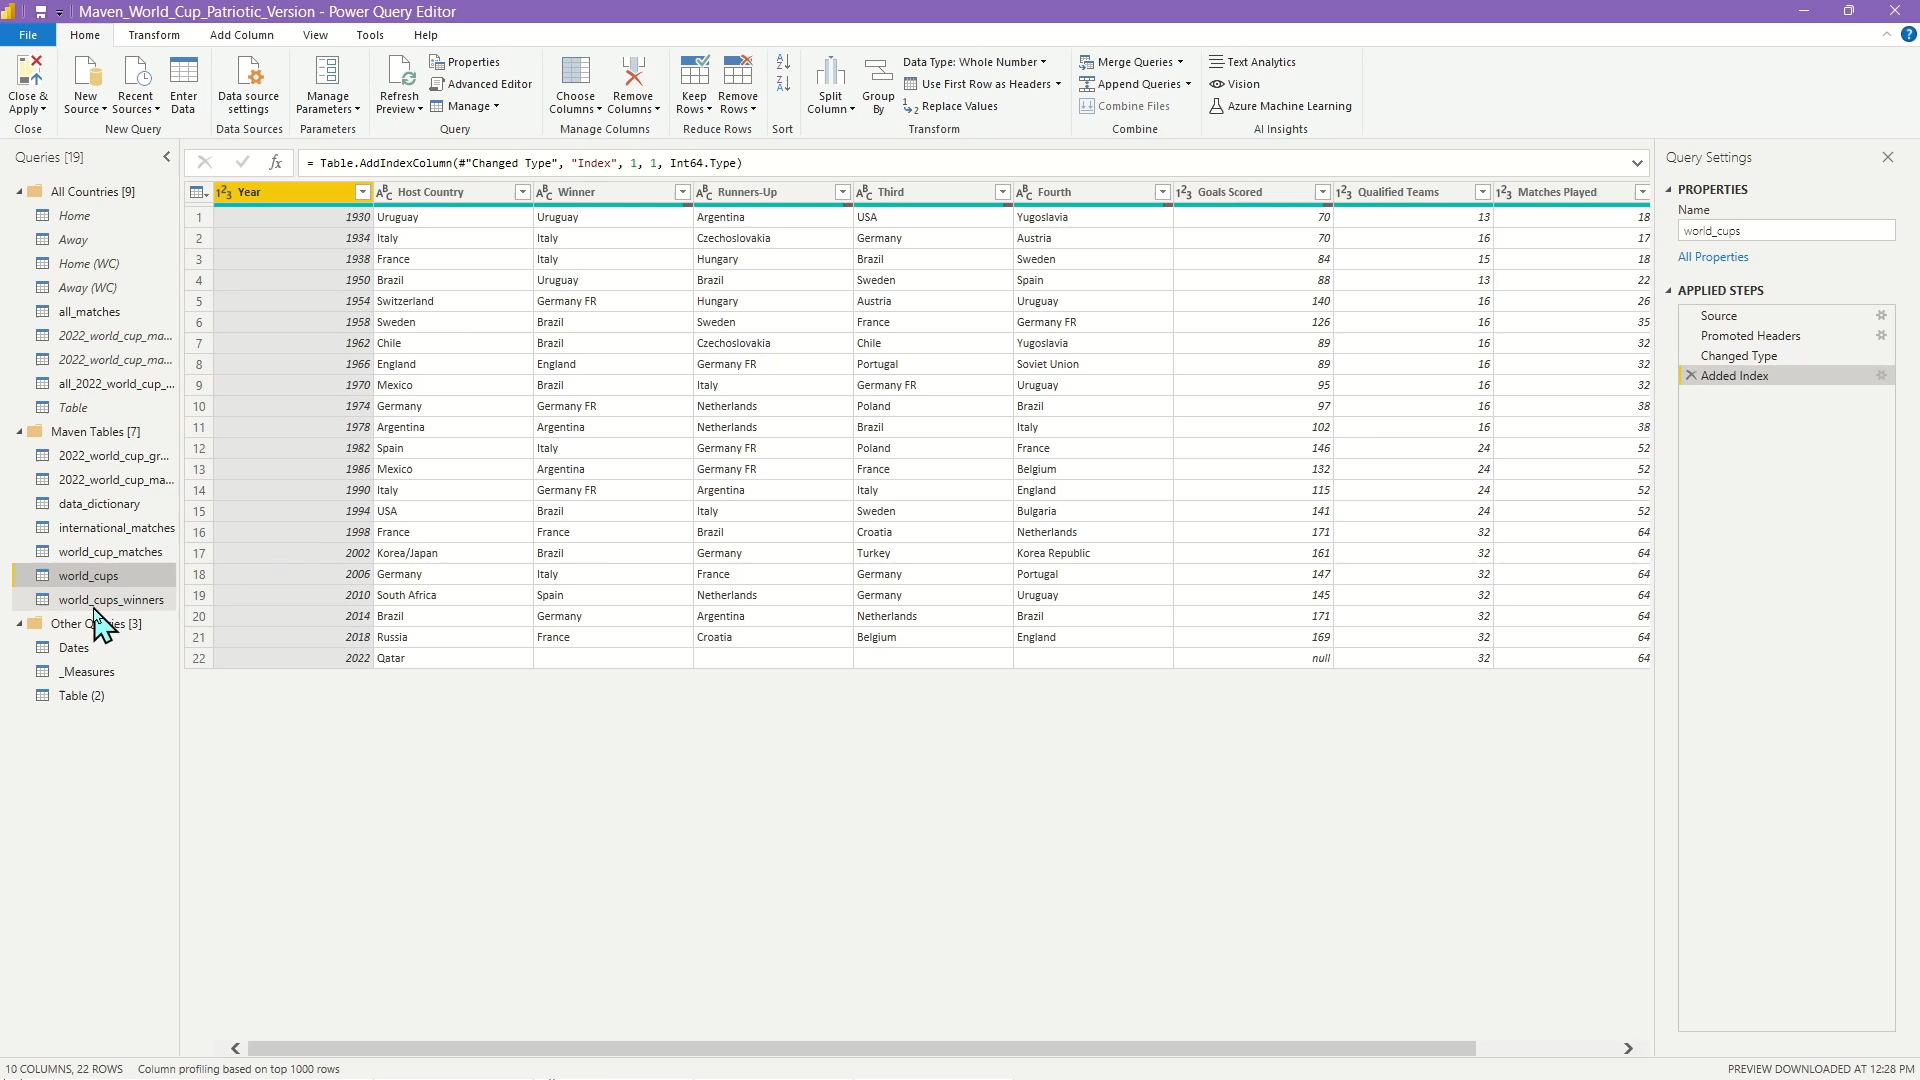 Maven_World_Cup_Patriotic_Version - Power Query Editor
File Home Transform Add Column View Tools Help
Close & Apply
Close
New Source
Recent Sources
Enter Data
New Query
Data source settings
Data Sources
Manage Parameters
Parameters
Refresh Preview
Properties
Advanced Editor
Manage
Query
Choose Columns
Remove Columns
Manage Columns
Keep Rows
Remove Rows
Reduce Rows
Sort
Split Column
Group By
Data Type: Whole Number
Use First Row as Headers
Replace Values
Transform
Merge Queries
Append Queries
Combine Files
Combine
Text Analytics
Vision
Azure Machine Learning
AI Insights
Queries [19]
All Countries [9]
Home
Away
Home (WC)
Away (WC)
all_matches
2022_world_cup_ma...
2022_world_cup_ma...
all_2022_world_cup_...
Table
Maven Tables [7]
2022_world_cup_gr...
2022_world_cup_ma...
data_dictionary
international_matches
world_cup_matches
world_cups
world_cups_winners
Other Q es [3]
Dates
_Measures
Table (2)
= Table.AddIndexColumn(#"Changed Type", "Index", 1, 1, Int64.Type)
Year Host Country Winner Runners-Up Third Fourth Goals Scored Qualified Teams Matches Played
1 1930 Uruguay Uruguay Argentina USA Yugoslavia 70 13 18
2 1934 Italy Italy Czechoslovakia Germany Austria 70 16 17
3 1938 France Italy Hungary Brazil Sweden 84 15 18
4 1950 Brazil Uruguay Brazil Sweden Spain 88 13 22
5 1954 Switzerland Germany FR Hungary Austria Uruguay 140 16 26
6 1958 Sweden Brazil Sweden France Germany FR 126 16 35
7 1962 Chile Brazil Czechoslovakia Chile Yugoslavia 89 16 32
8 1966 England England Germany FR Portugal Soviet Union 89 16 32
9 1970 Mexico Brazil Italy Germany FR Uruguay 95 16 32
10 1974 Germany Germany FR Netherlands Poland Brazil 97 16 38
11 1978 Argentina Argentina Netherlands Brazil Italy 102 16 38
12 1982 Spain Italy Germany FR Poland France 146 24 52
13 1986 Mexico Argentina Germany FR France Belgium 132 24 52
14 1990 Italy Germany FR Argentina Italy England 115 24 52
15 1994 USA Brazil Italy Sweden Bulgaria 141 24 52
16 1998 France France Brazil Croatia Netherlands 171 32 64
17 2002 Korea/Japan Brazil Germany Turkey Korea Republic 161 32 64
18 2006 Germany Italy France Germany Portugal 147 32 64
19 2010 South Africa Spain Netherlands Germany Uruguay 145 32 64
20 2014 Brazil Germany Argentina Netherlands Brazil 171 32 64
21 2018 Russia France Croatia Belgium England 169 32 64
22 2022 Qatar null 32 64
Query Settings
PROPERTIES
Name
world_cups
All Properties
APPLIED STEPS
Source
Promoted Headers
Changed Type
Added Index
10 COLUMNS, 22 ROWS Column profiling based on top 1000 rows
PREVIEW DOWNLOADED AT 12:28 PM